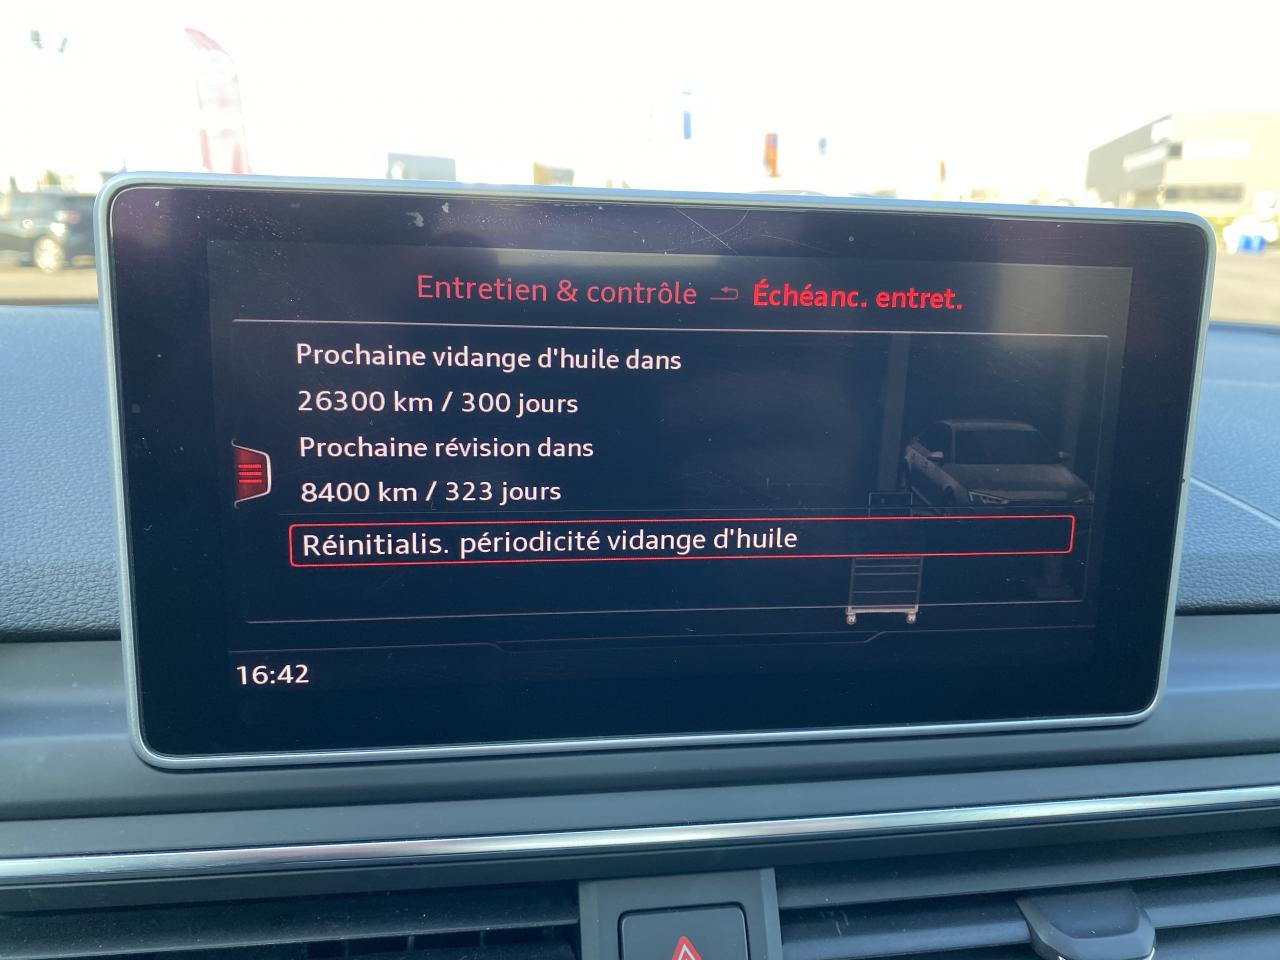 Entretien & contrôle Échéanc. entret.
Prochaine vidange d'huile dans
26300 km / 300 jours
Prochaine révision dans
8400 km / 323 jours
Réinitialis. périodicité vidange d'huile
16:42